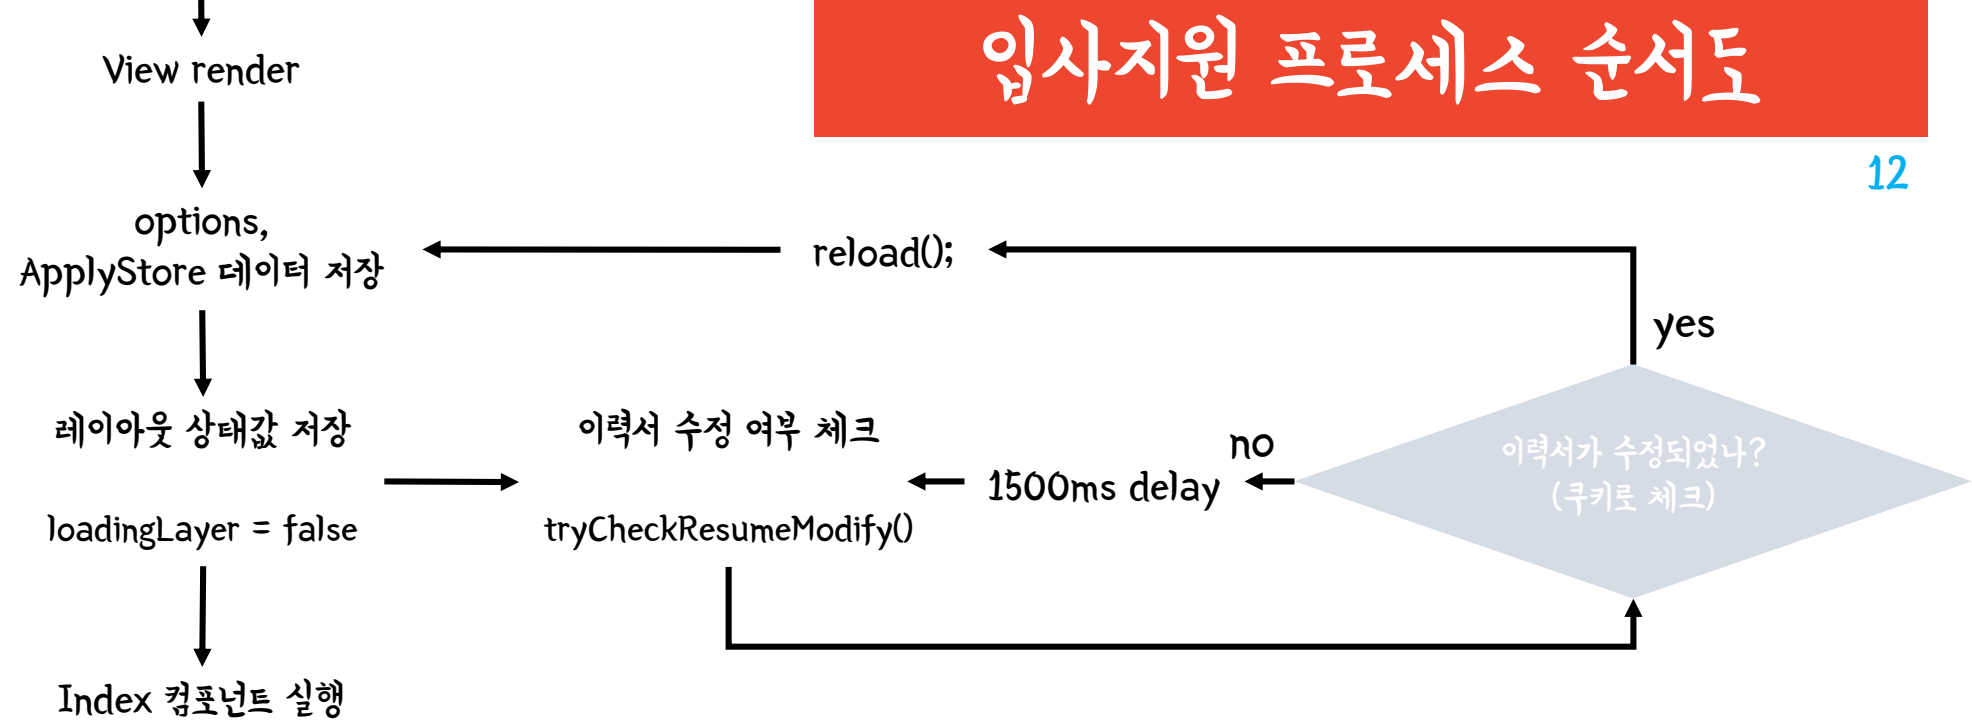 입사지원 프로세스 순서도
12
View render
options,
ApplyStore 데이터 저장
reload();
yes
레이아웃 상태값 저장
loadingLayer = false
이력서 수정 여부 체크
tryCheckResumeModify()
no
1500ms delay
이력서가 수정되었나?
(쿠키로 체크)
Index 컴포넌트 실행